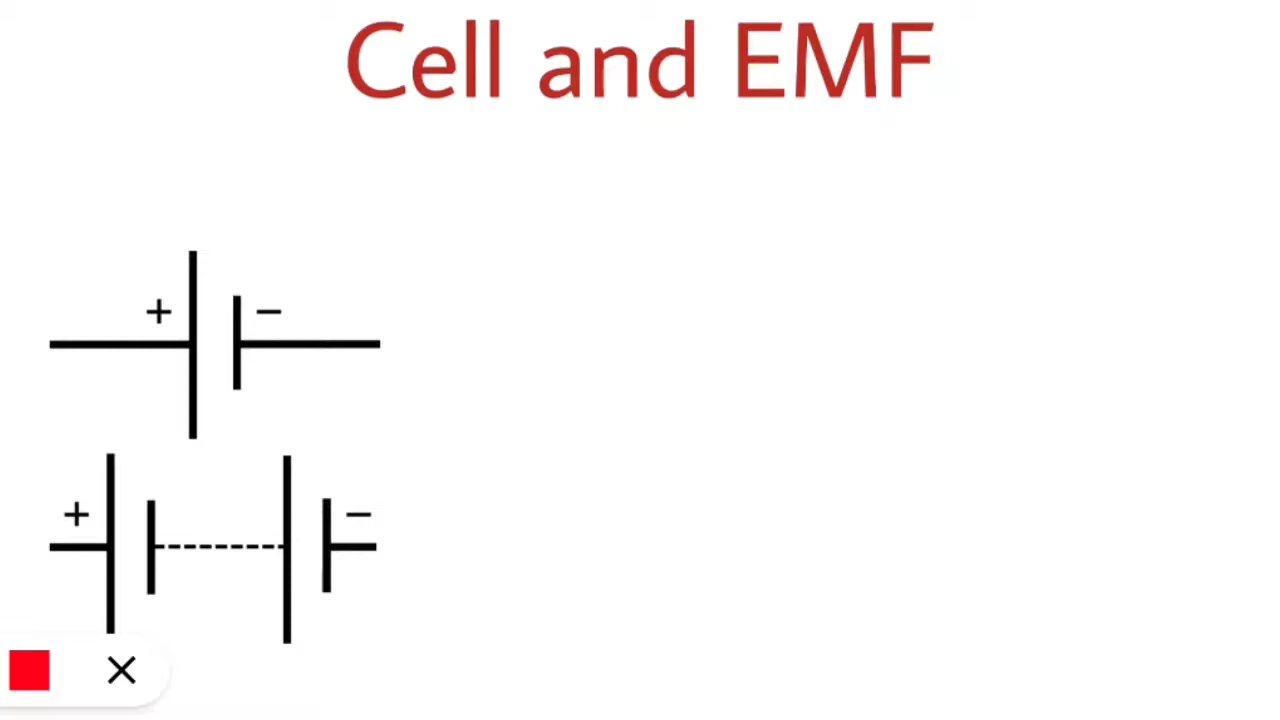 Cell and EMF
+ −
+ −